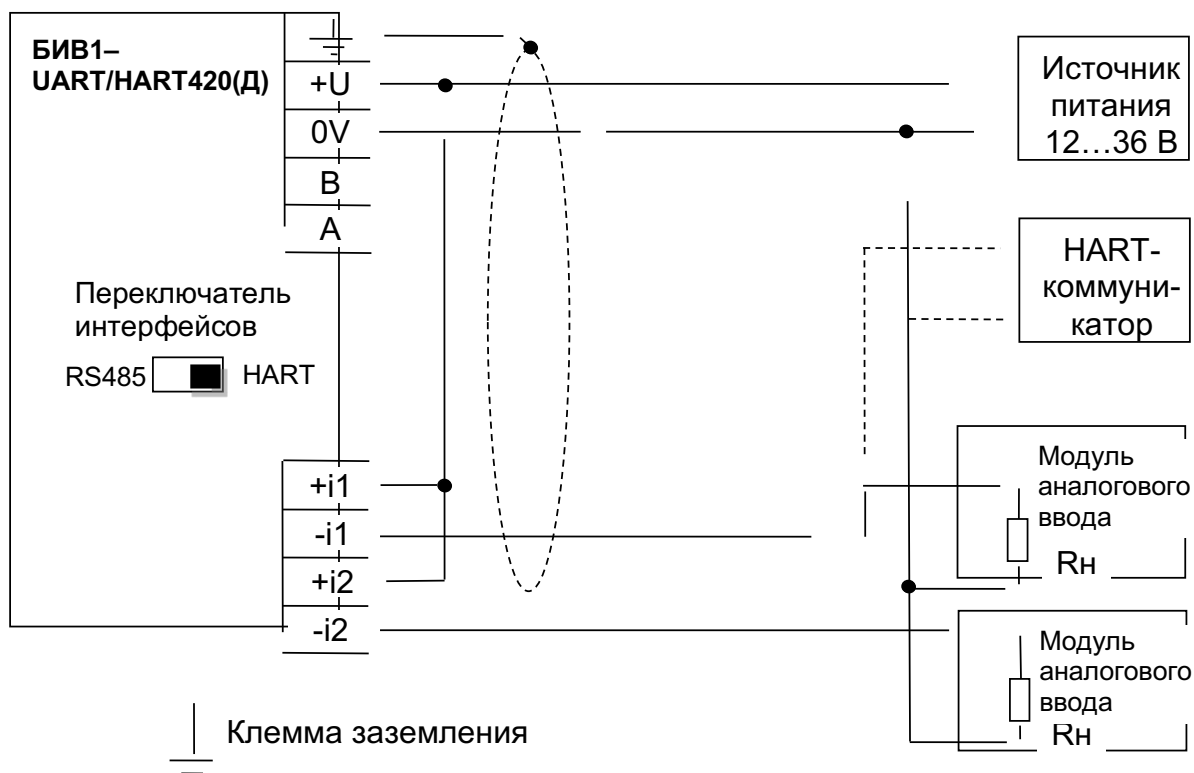 БИВ1–
UART/HART420(Д)
+U
0V
B
A
Источник
питания
12…36 В
HART-
коммуни-
катор
Переключатель
интерфейсов
RS485 HART
+i1
-i1
+i2
-i2
Модуль
аналогового
ввода
Rн
Модуль
аналогового
ввода
Rн
Клемма заземления